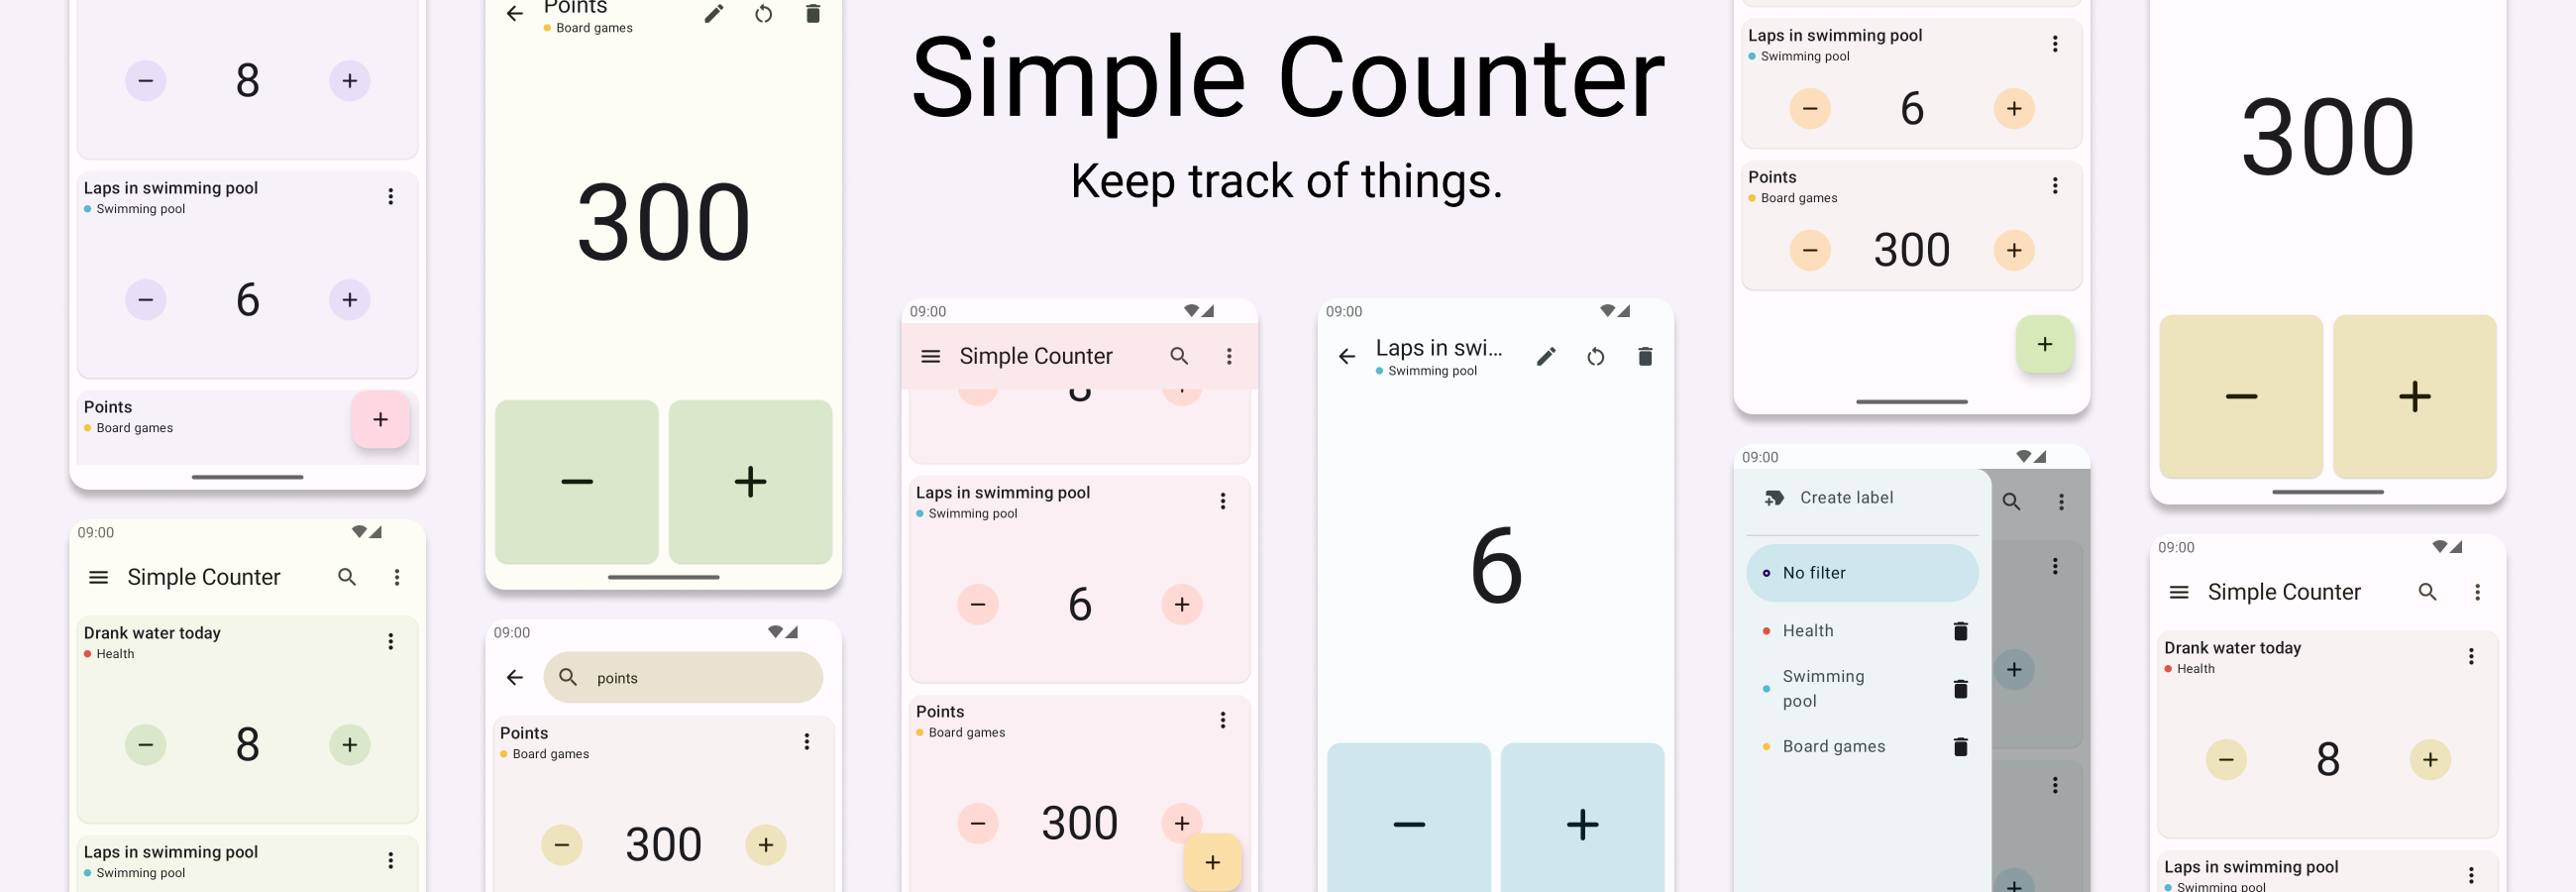 8
Laps in swimming pool
Swimming pool
6
Points
Board games
09:00
Simple Counter
Drank water today
Health
8
Laps in swimming pool
Swimming pool
Points
Board games
300
09:00
points
Points
Board games
300
Simple Counter
Keep track of things.
09:00
Simple Counter
Laps in swimming pool
Swimming pool
6
Points
Board games
300
09:00
Laps in swi...
Swimming pool
6
Laps in swimming pool
Swimming pool
6
Points
Board games
300
09:00
Create label
No filter
Health
Swimming
pool
Board games
300
09:00
Simple Counter
Drank water today
Health
8
Laps in swimming pool
Swimming pool